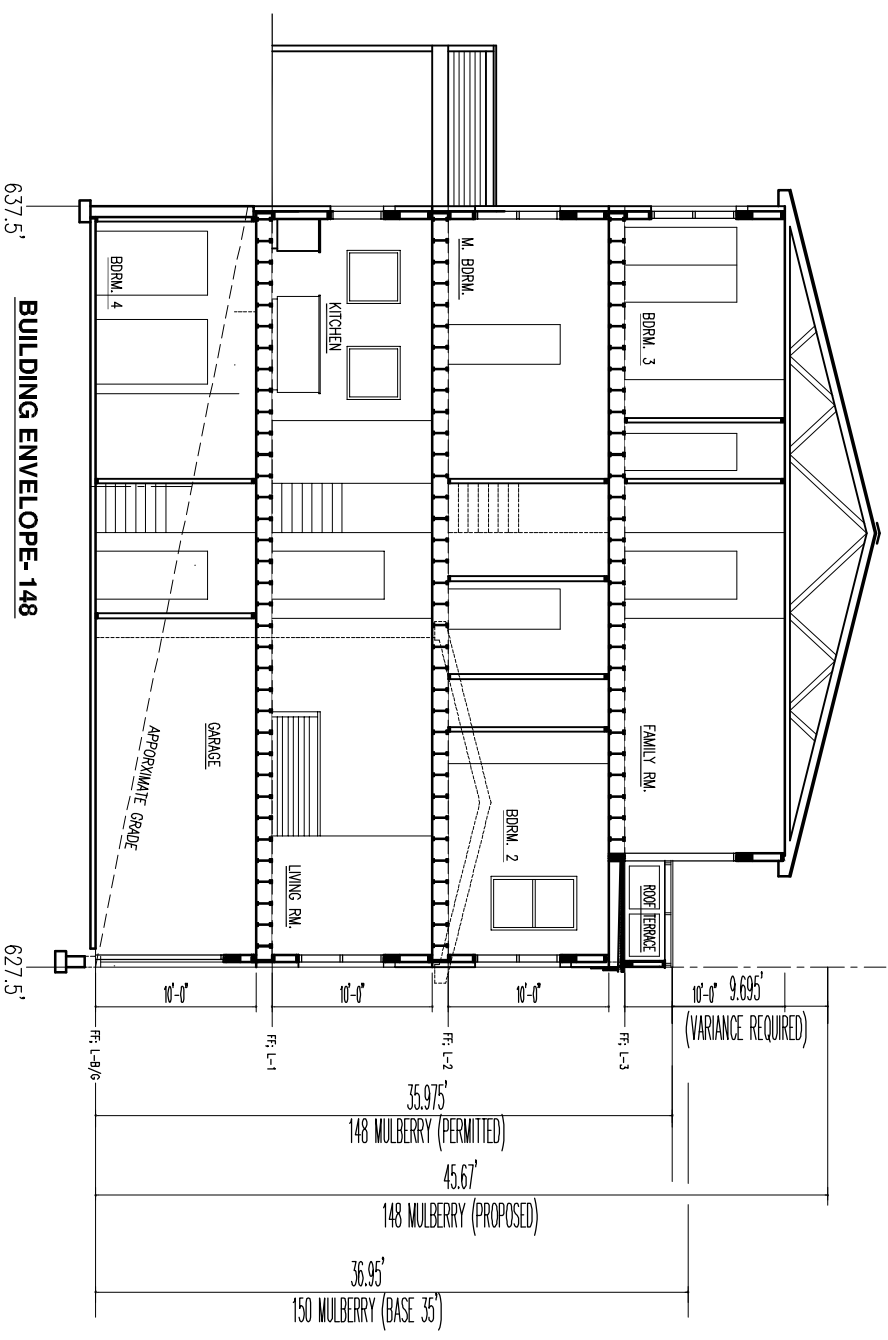 BDRM. 3
FAMILY RM.
ROOF TERRACE
M. BDRM.
BDRM. 2
KITCHEN
LIVING RM.
BDRM. 4
GARAGE
APPORXIMATE GRADE
637.5'
627.5'
BUILDING ENVELOPE- 148
10'-0"
10'-0"
10'-0"
10'-0"
9.695'
(VARIANCE REQUIRED)
FF; L-B/G
FF; L-1
FF; L-2
FF; L-3
35.975'
148 MULBERRY (PERMITTED)
45.67'
148 MULBERRY (PROPOSED)
36.95'
150 MULBERRY (BASE 35')